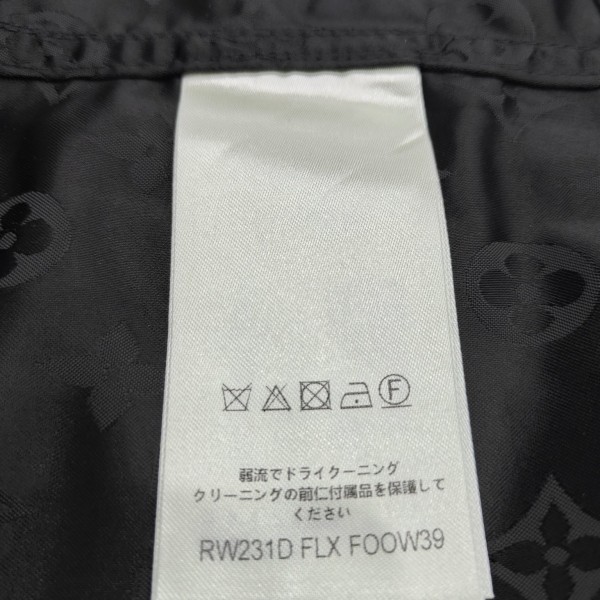 F
弱流でドライクーニング
クリーニングの前仁付属品を保護して
ください
RW231D FLX FOOW39